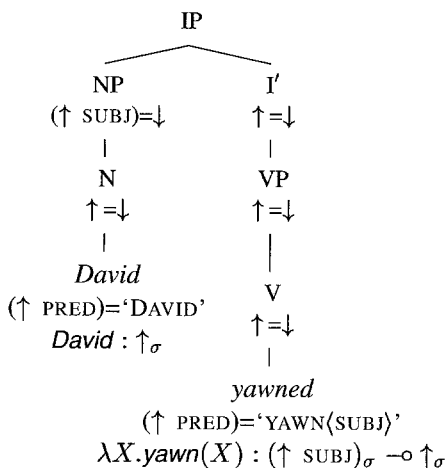 IP
NP I′
(↑ SUBJ)=↓ ↑=↓
N VP
↑=↓ ↑=↓
David
(↑ PRED)=‘DAVID’ V
David : ↑σ ↑=↓
yawned
(↑ PRED)=‘YAWN⟨SUBJ⟩’
λX.yawn(X) : (↑ SUBJ)σ ⊸ ↑σ